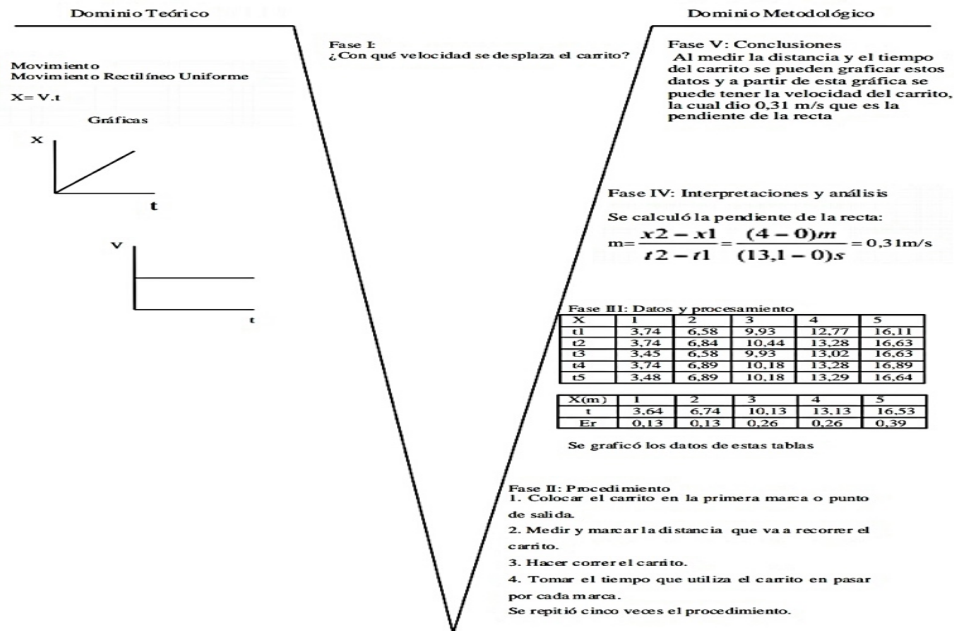 Dominio Teórico
Movimiento
Movimiento Rectilíneo Uniforme
X= V.t
Gráficas
X
t
V
t
Fase I:
¿Con qué velocidad se desplaza el carrito?
Dominio Metodológico
Fase V: Conclusiones
Al medir la distancia y el tiempo
del carrito se pueden graficar estos
datos y a partir de esta gráfica se
puede tener la velocidad del carrito,
la cual dio 0,31 m/s que es la
pendiente de la recta
Fase IV: Interpretaciones y análisis
Se calculó la pendiente de la recta:
m= x2 − x1 / t2 − t1 = (4 − 0)m / (13,1 − 0)s = 0,31m/s
Fase III: Datos y procesamiento
X 1 2 3 4 5
t1 3,74 6,58 9,93 12,77 16,11
t2 3,74 6,84 10,44 13,28 16,63
t3 3,45 6,58 9,93 13,02 16,63
t4 3,74 6,89 10,18 13,28 16,89
t5 3,48 6,89 10,18 13,29 16,64
X(m) 1 2 3 4 5
t 3,64 6,74 10,13 13,13 16,53
Er 0,13 0,13 0,26 0,26 0,39
Se graficó los datos de estas tablas
Fase II: Procedimiento
1. Colocar el carrito en la primera marca o punto
de salida.
2. Medir y marcar la distancia que va a recorrer el
carrito.
3. Hacer correr el carrito.
4. Tomar el tiempo que utiliza el carrito en pasar
por cada marca.
Se repitió cinco veces el procedimiento.